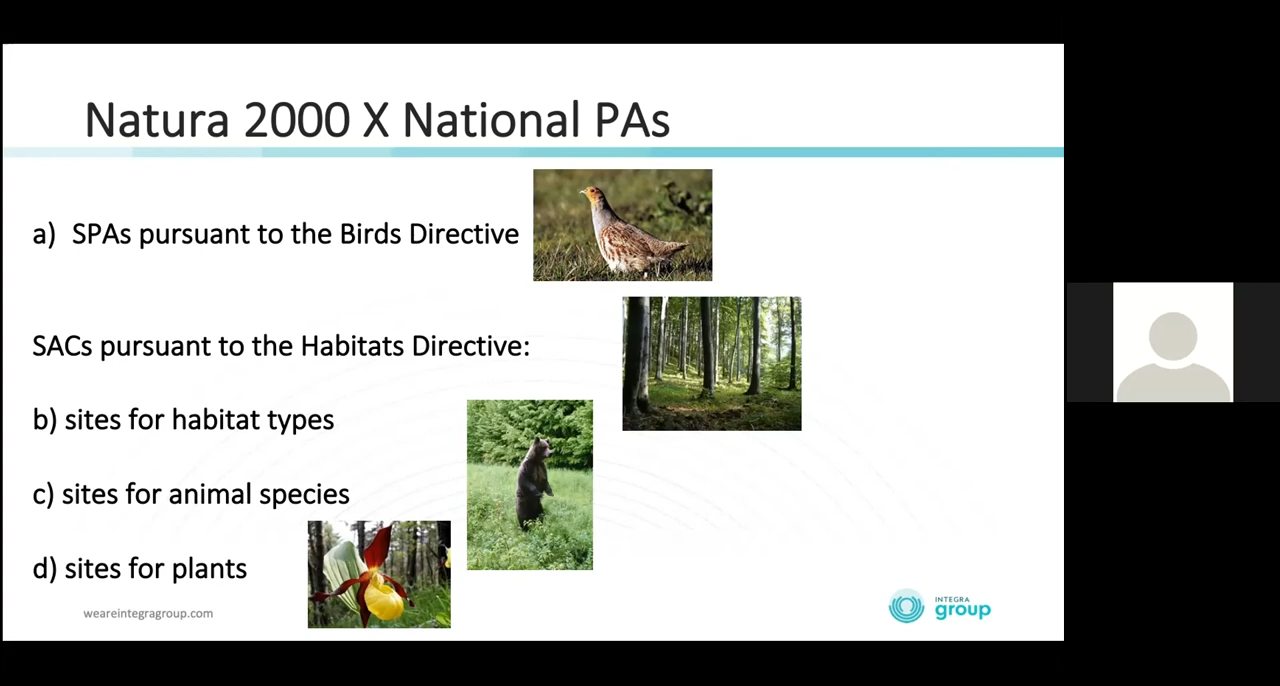 Natura 2000 X National PAs
a) SPAs pursuant to the Birds Directive
SACs pursuant to the Habitats Directive:
b) sites for habitat types
c) sites for animal species
d) sites for plants
weareintegragroup.com
INTEGRA
group